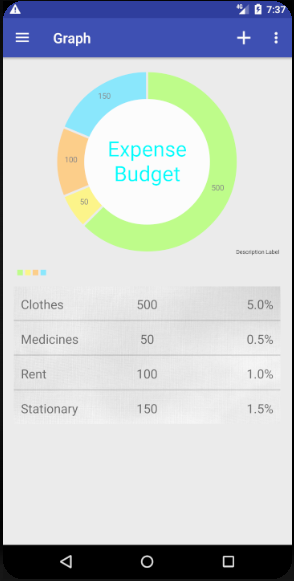 7:37
Graph
150
100
50
500
Expense
Budget
Description Label
Clothes 500 5.0%
Medicines 50 0.5%
Rent 100 1.0%
Stationary 150 1.5%